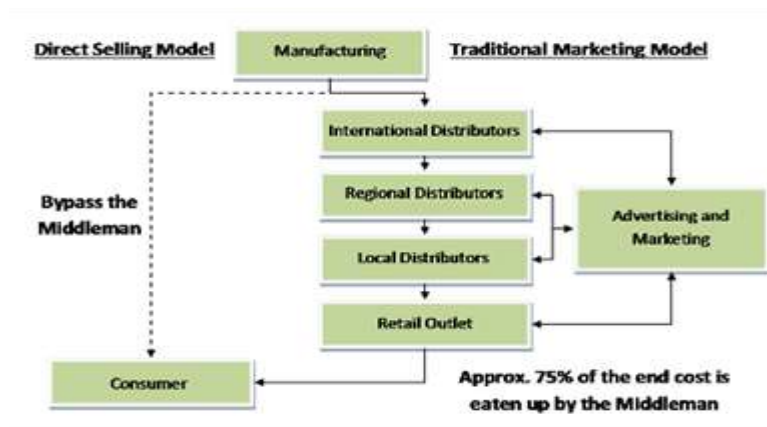 Direct Selling Model
Manufacturing
Traditional Marketing Model
International Distributors
Regional Distributors
Bypass the
Middleman
Advertising and
Marketing
Local Distributors
Retail Outlet
Consumer
Approx. 75% of the end cost is
eaten up by the Middleman